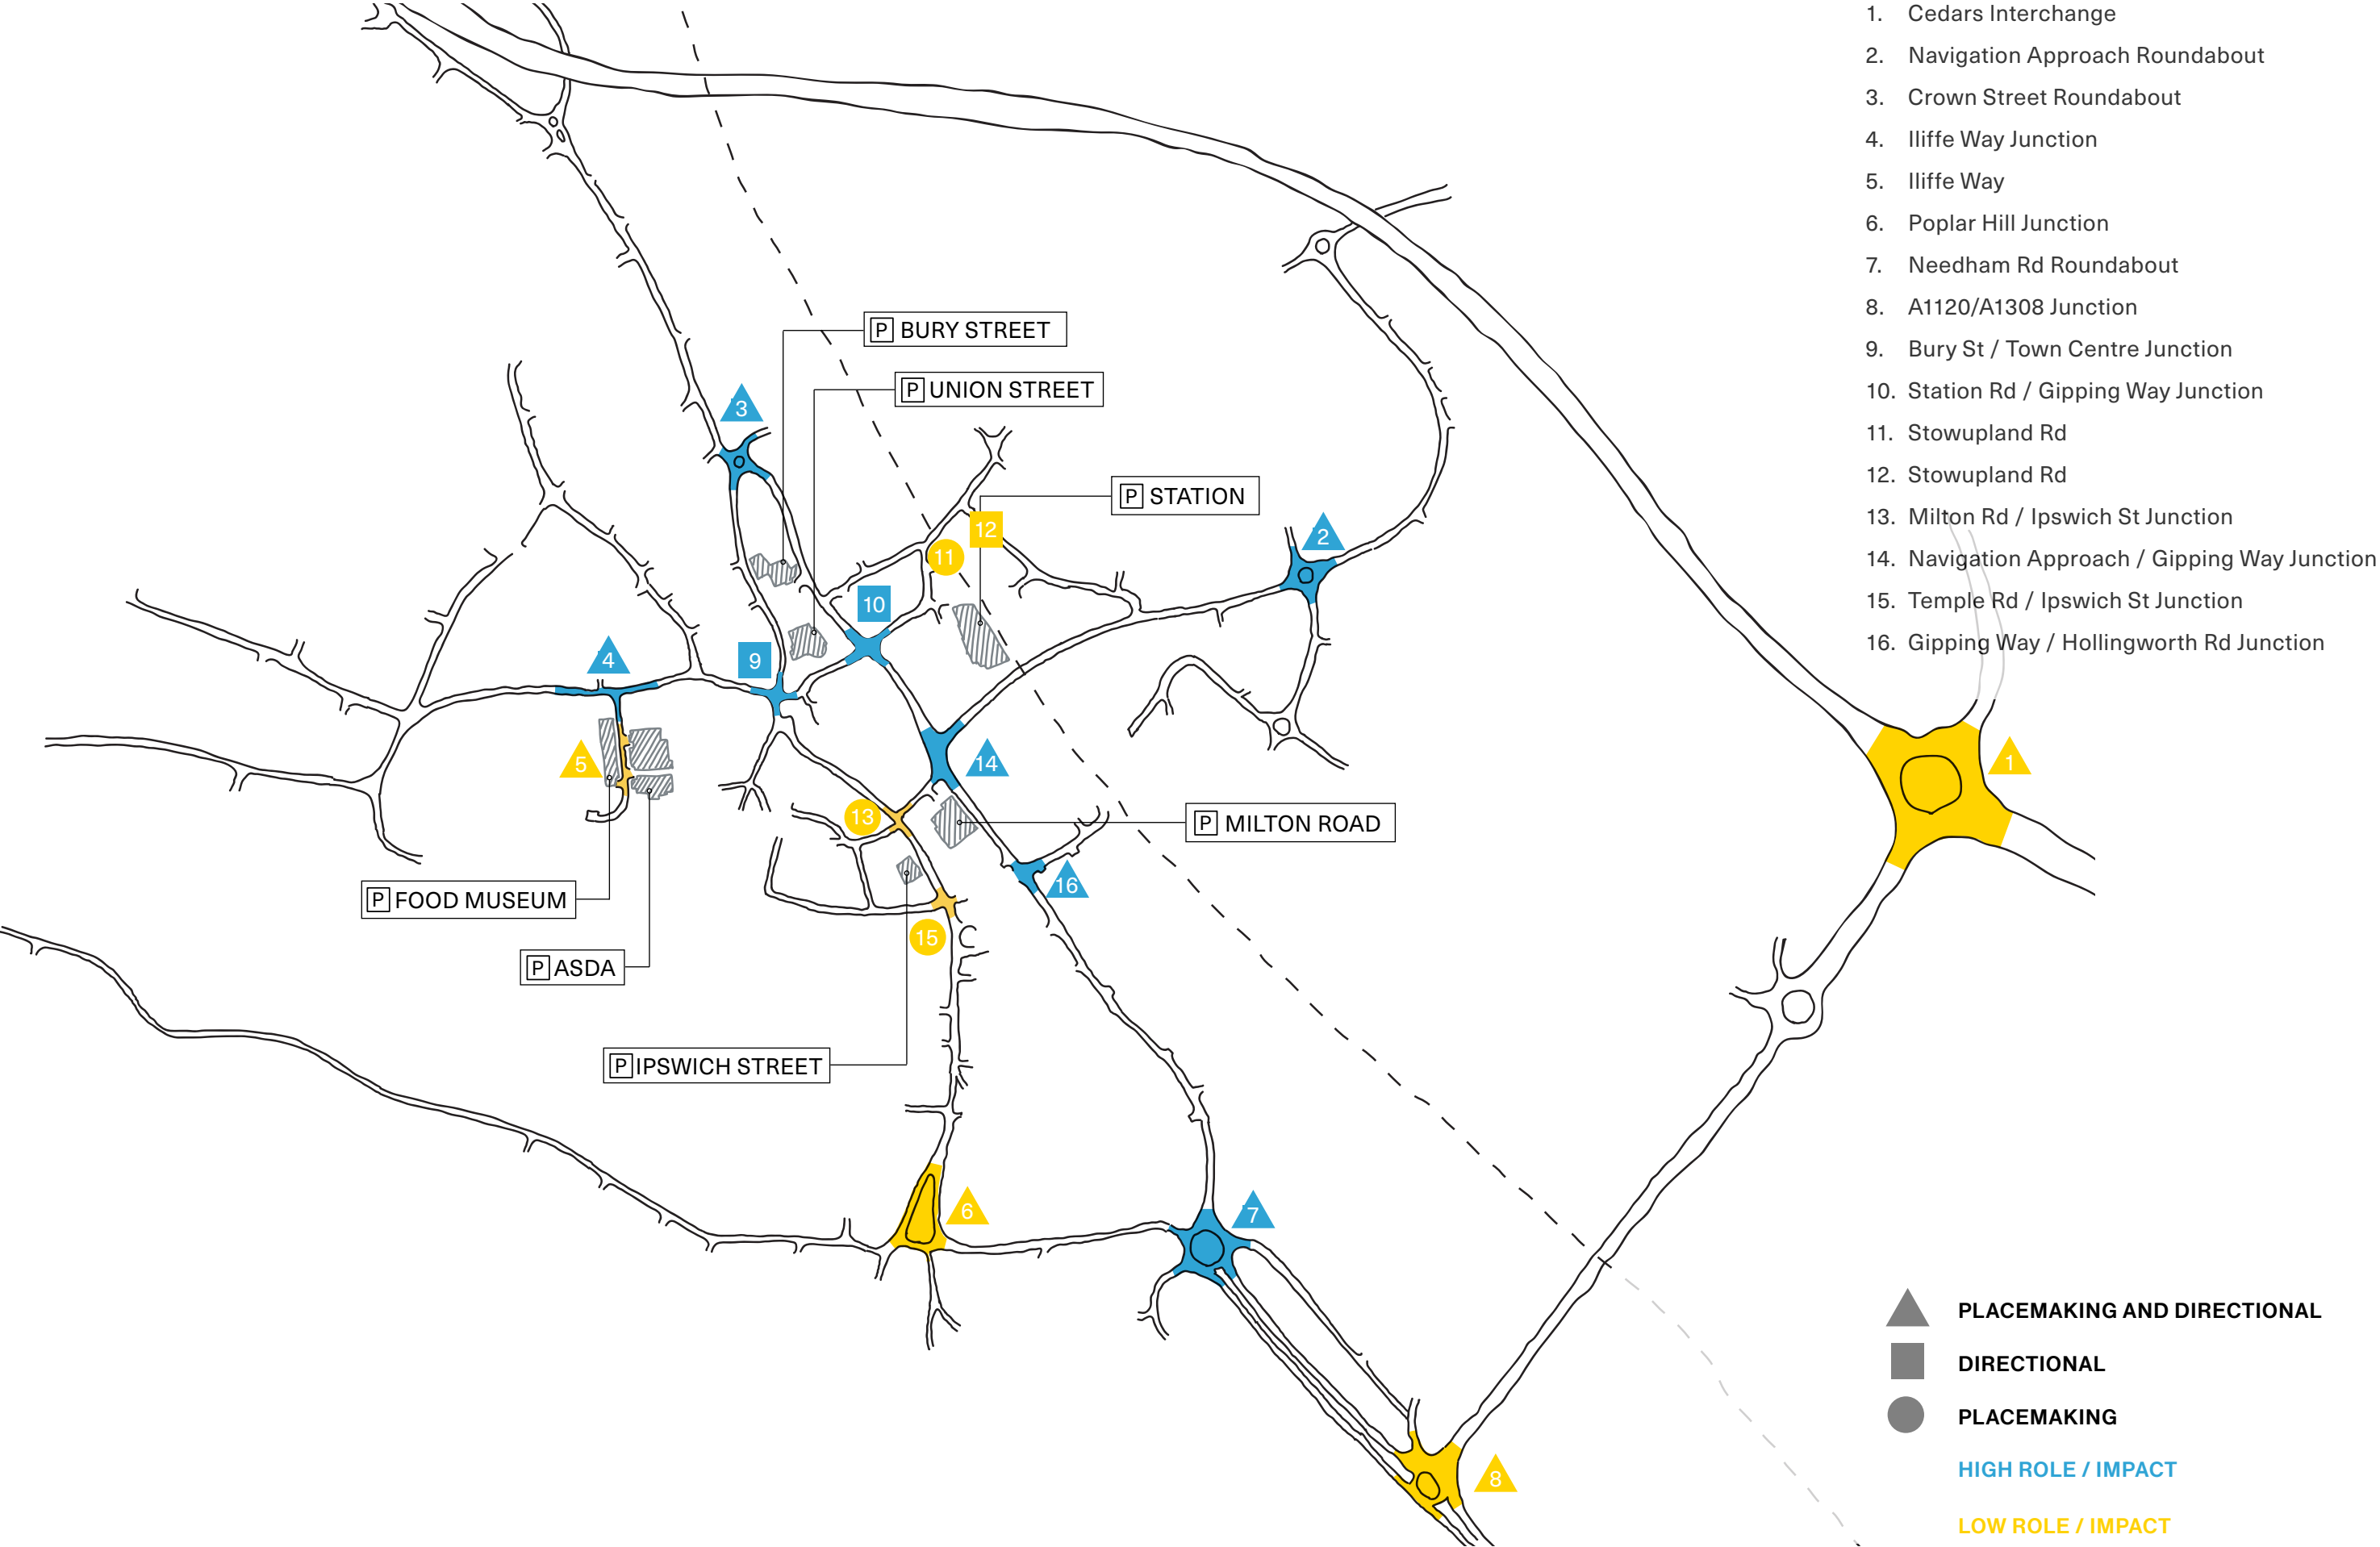 1. Cedars Interchange
2. Navigation Approach Roundabout
3. Crown Street Roundabout
4. Iliffe Way Junction
5. Iliffe Way
6. Poplar Hill Junction
7. Needham Rd Roundabout
8. A1120/A1308 Junction
9. Bury St / Town Centre Junction
10. Station Rd / Gipping Way Junction
11. Stowupland Rd
12. Stowupland Rd
13. Milton Rd / Ipswich St Junction
14. Navigation Approach / Gipping Way Junction
15. Temple Rd / Ipswich St Junction
16. Gipping Way / Hollingworth Rd Junction
P BURY STREET
P UNION STREET
3
P STATION
12
2
11
10
4
9
5
14
1
13
P MILTON ROAD
16
P FOOD MUSEUM
15
P ASDA
P IPSWICH STREET
6
7
8
PLACEMAKING AND DIRECTIONAL
DIRECTIONAL
PLACEMAKING
HIGH ROLE / IMPACT
LOW ROLE / IMPACT